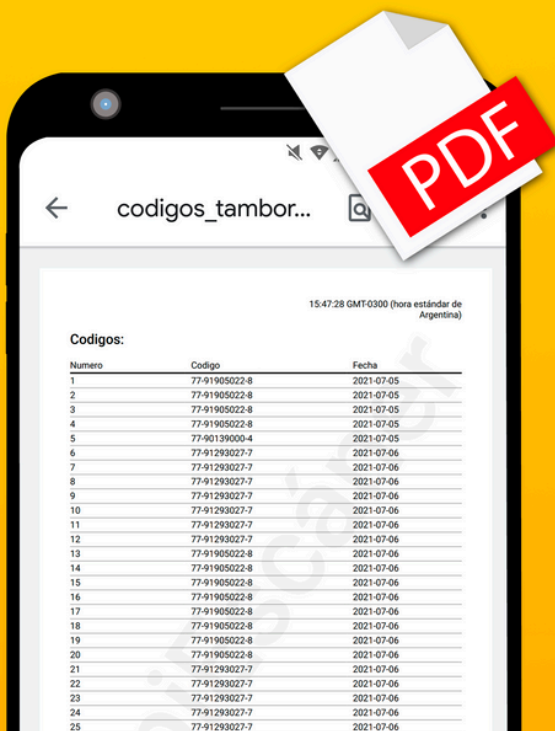 PDF
codigos_tambor...
15:47:28 GMT-0300 (hora estándar de
Argentina)
Codigos:
Numero Codigo Fecha
1 77-91905022-8 2021-07-05
2 77-91905022-8 2021-07-05
3 77-91905022-8 2021-07-05
4 77-91905022-8 2021-07-05
5 77-90139000-4 2021-07-05
6 77-91293027-7 2021-07-06
7 77-91293027-7 2021-07-06
8 77-91293027-7 2021-07-06
9 77-91293027-7 2021-07-06
10 77-91293027-7 2021-07-06
11 77-91293027-7 2021-07-06
12 77-91293027-7 2021-07-06
13 77-91905022-8 2021-07-06
14 77-91905022-8 2021-07-06
15 77-91905022-8 2021-07-06
16 77-91905022-8 2021-07-06
17 77-91905022-8 2021-07-06
18 77-91905022-8 2021-07-06
19 77-91905022-8 2021-07-06
20 77-91905022-8 2021-07-06
21 77-91293027-7 2021-07-06
22 77-91293027-7 2021-07-06
23 77-91293027-7 2021-07-06
24 77-91293027-7 2021-07-06
25 77-91293027-7 2021-07-06